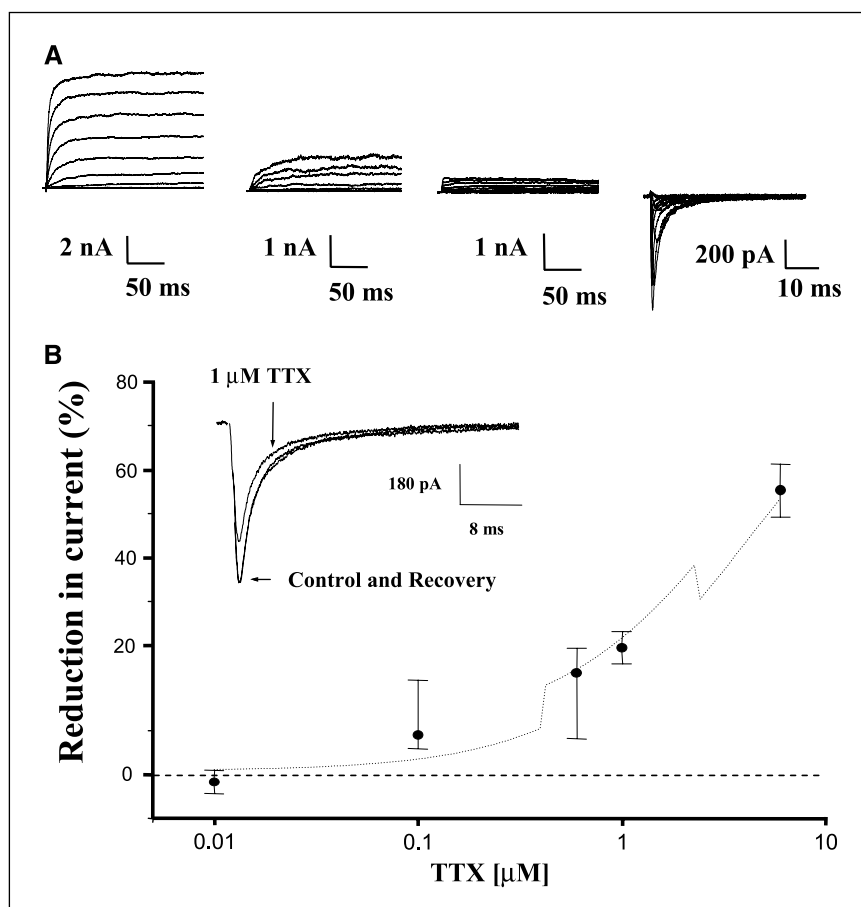 A
2 nA
50 ms
1 nA
50 ms
1 nA
50 ms
200 pA
10 ms
B
Reduction in current (%)
80
60
40
20
0
1 μM TTX
180 pA
8 ms
Control and Recovery
0.01
0.1
1
10
TTX [μM]